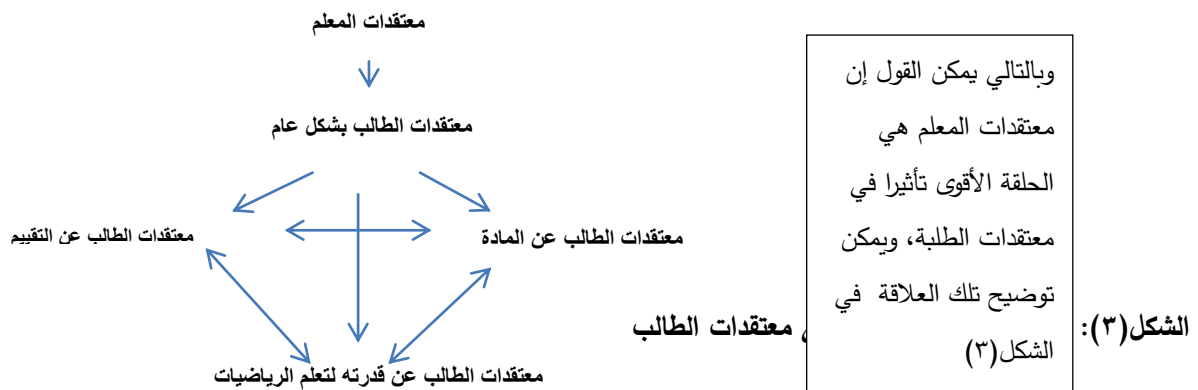 معتقدات المعلم
معتقدات الطالب بشكل عام
معتقدات الطالب عن المادة
معتقدات الطالب عن التقييم
معتقدات الطالب عن قدرته لتعلم الرياضيات
وبالتالي يمكن القول إن
معتقدات المعلم هي
الحلقة الأقوى تأثيرا في
معتقدات الطلبة، ويمكن
توضيح تلك العلاقة في
الشكل(٣)
الشكل(٣): معتقدات الطالب